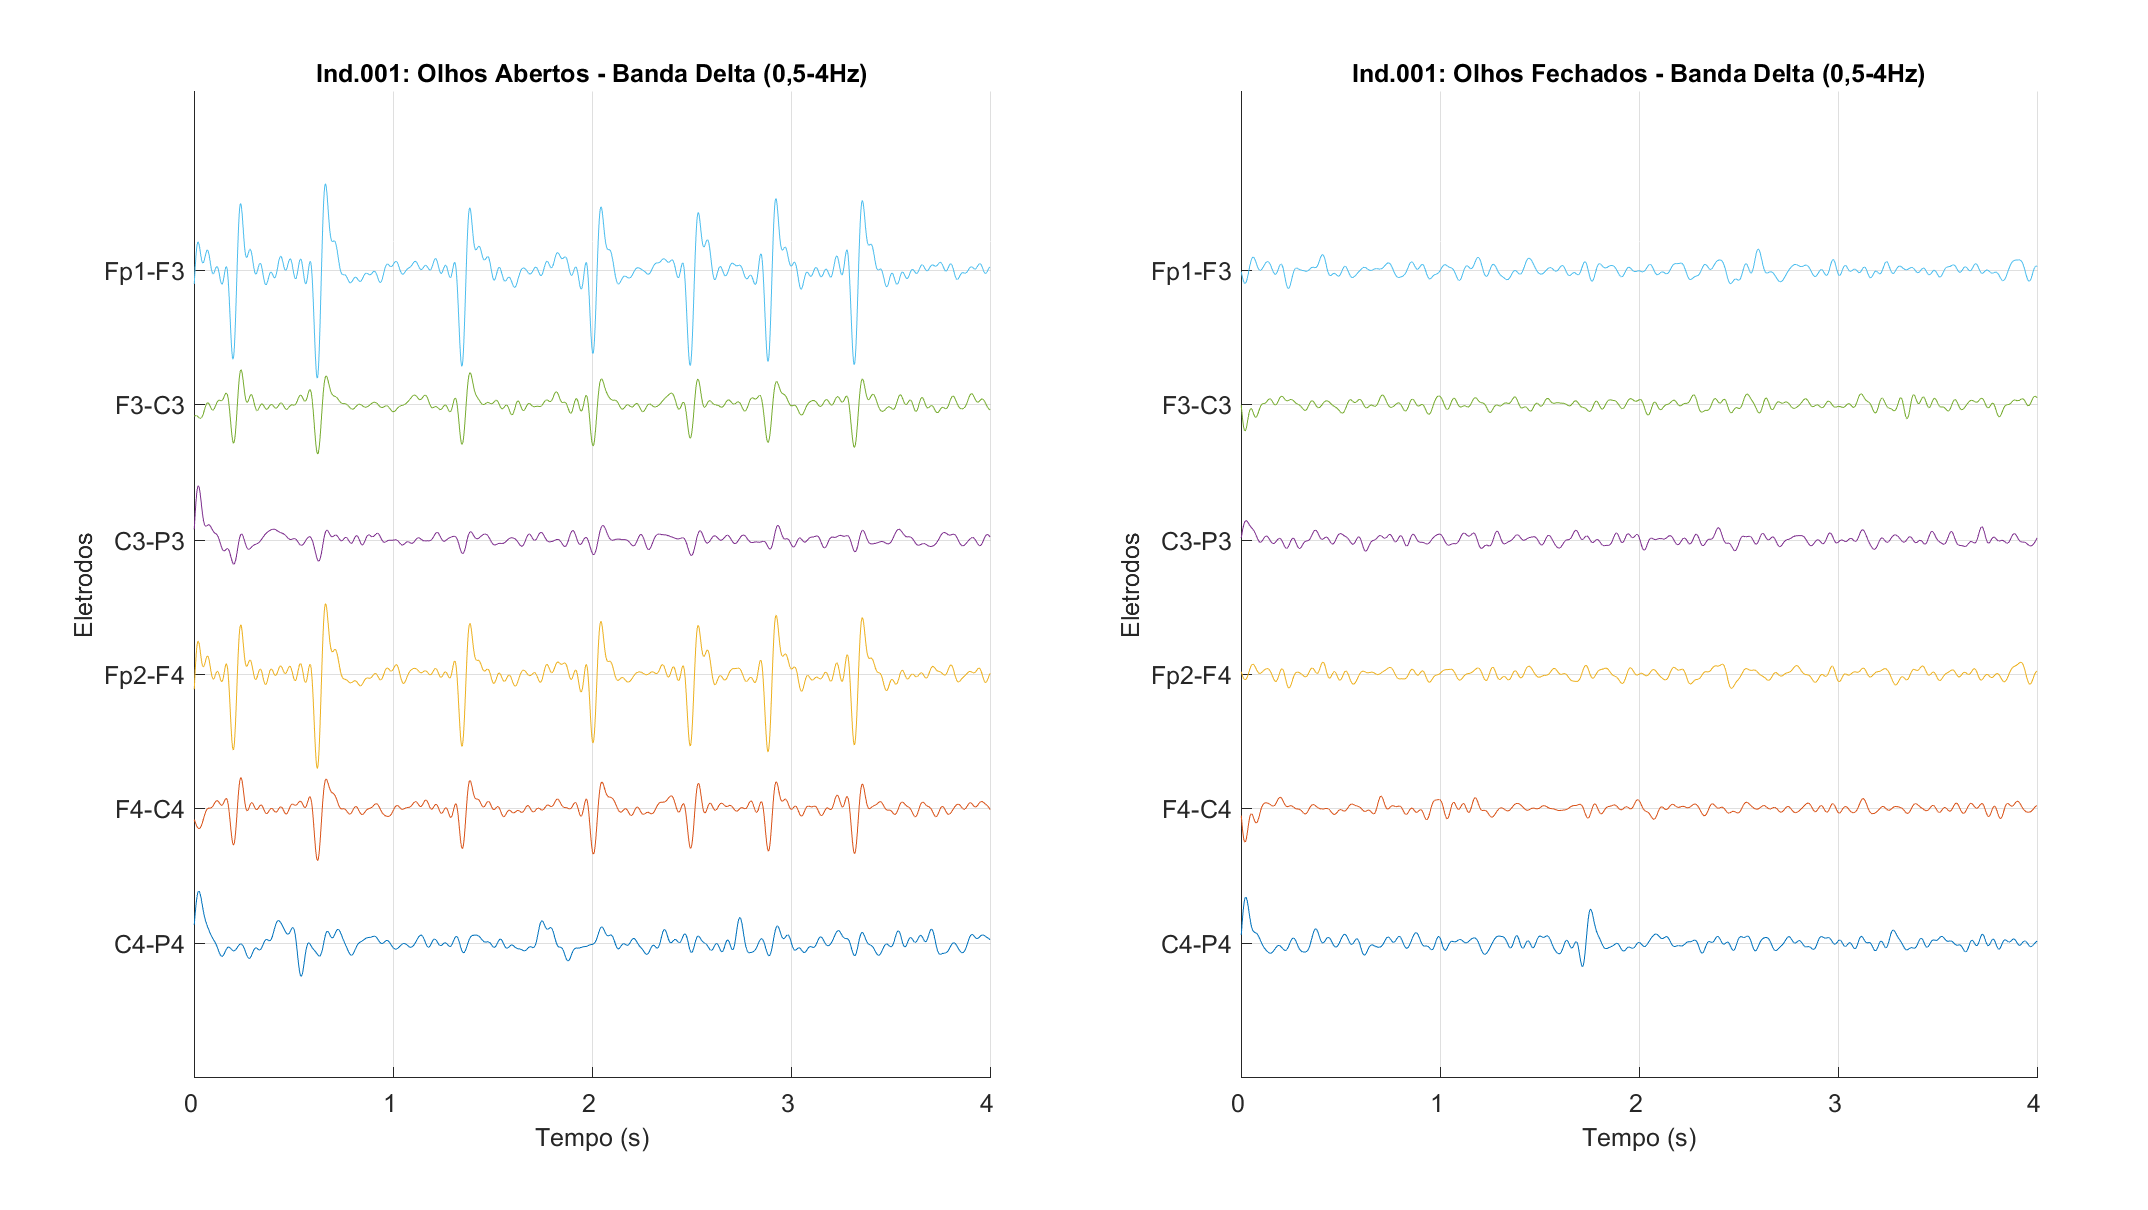 Ind.001: Olhos Abertos - Banda Delta (0,5-4Hz)
Eletrodos
Fp1-F3
F3-C3
C3-P3
Fp2-F4
F4-C4
C4-P4
0 1 2 3 4
Tempo (s)
Ind.001: Olhos Fechados - Banda Delta (0,5-4Hz)
Eletrodos
Fp1-F3
F3-C3
C3-P3
Fp2-F4
F4-C4
C4-P4
0 1 2 3 4
Tempo (s)